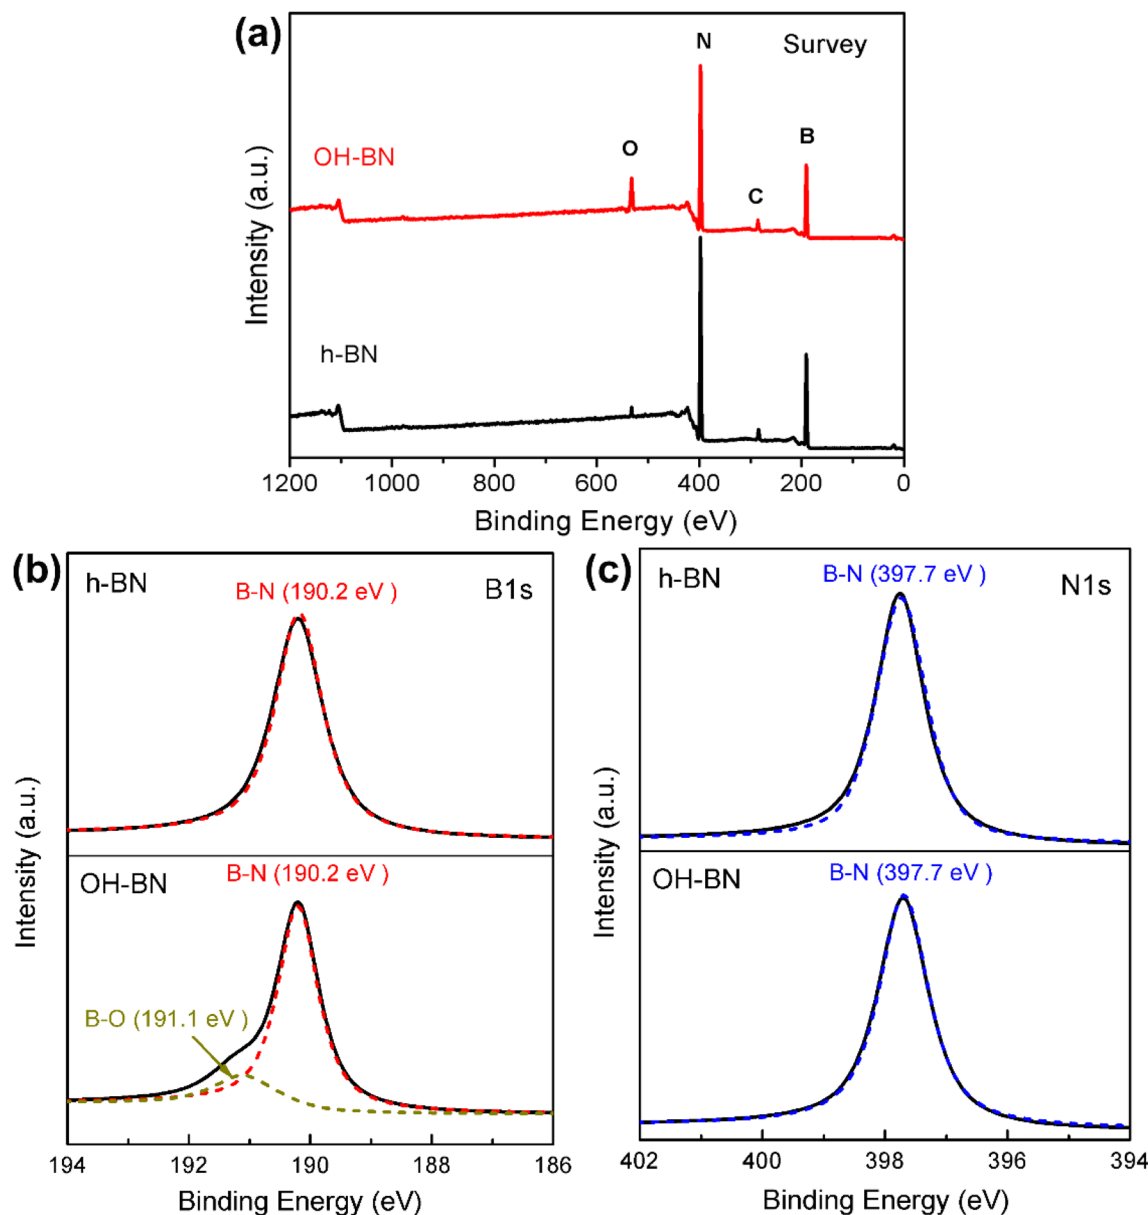 (a)
N
Survey
B
O
OH-BN
C
Intensity (a.u.)
h-BN
1200 1000 800 600 400 200 0
Binding Energy (eV)
(b)
h-BN
B-N (190.2 eV )
B1s
OH-BN
B-N (190.2 eV )
B-O (191.1 eV )
Intensity (a.u.)
194 192 190 188 186
Binding Energy (eV)
(c)
h-BN
B-N (397.7 eV )
N1s
OH-BN
B-N (397.7 eV )
Intensity (a.u.)
402 400 398 396 394
Binding Energy (eV)